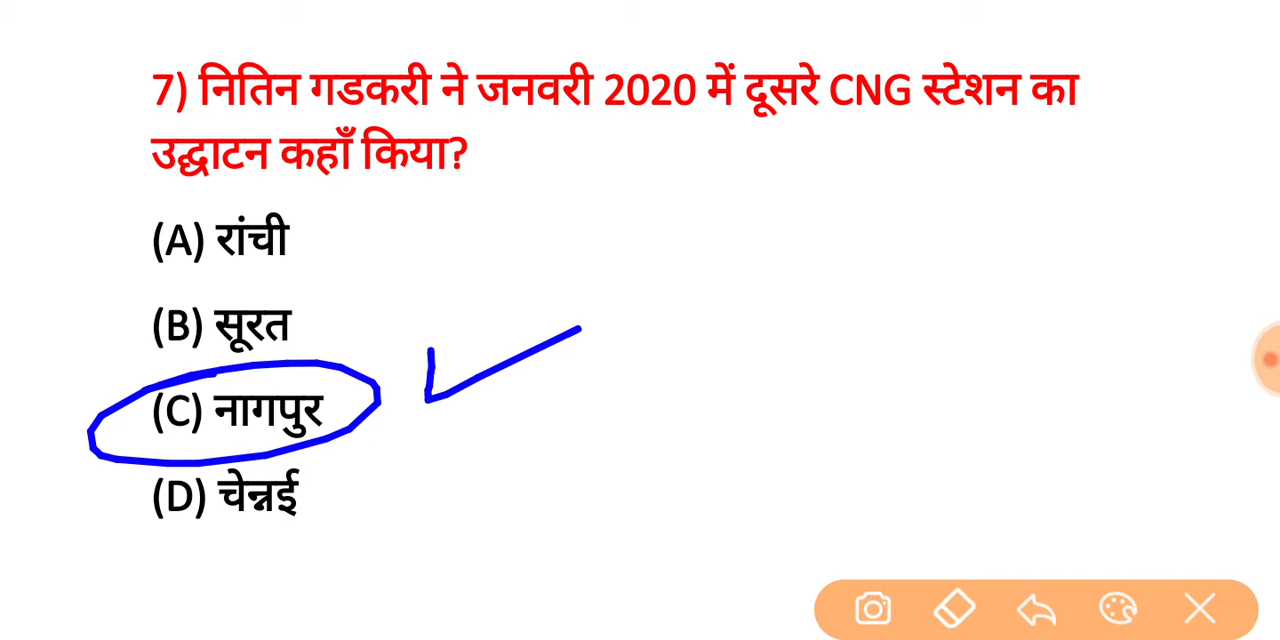 7) नितिन गडकरी ने जनवरी 2020 में दूसरे CNG स्टेशन का
उद्घाटन कहाँ किया?
(A) रांची
(B) सूरत
(C) नागपुर
(D) चेन्नई